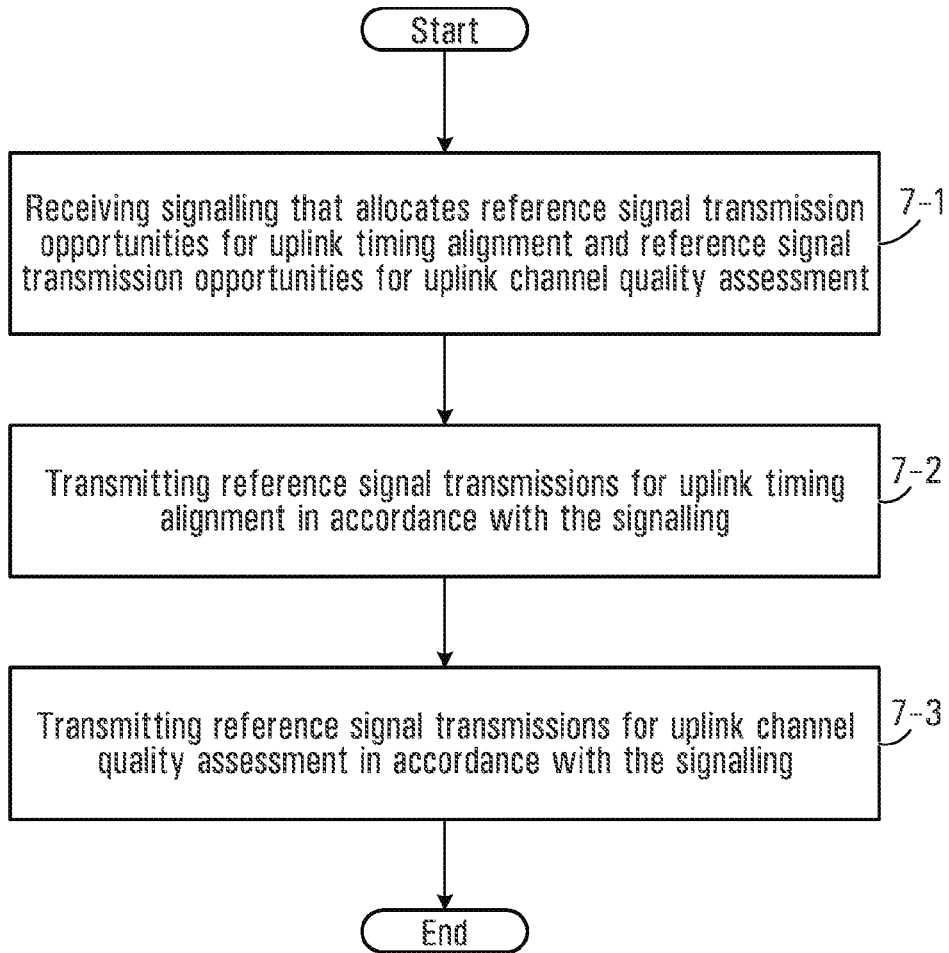 Start
Receiving signalling that allocates reference signal transmission
opportunities for uplink timing alignment and reference signal
transmission opportunities for uplink channel quality assessment
7-1
Transmitting reference signal transmissions for uplink timing
alignment in accordance with the signalling
7-2
Transmitting reference signal transmissions for uplink channel
quality assessment in accordance with the signalling
7-3
End